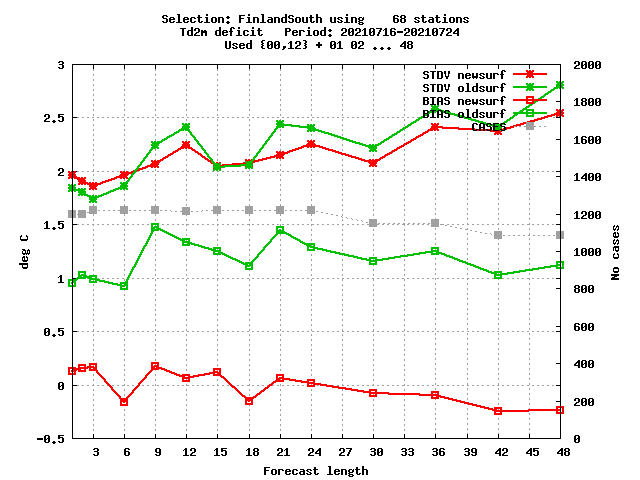 Selection: FinlandSouth using    68 stations
Td2m deficit   Period: 20210716-20210724
Used {00,12} + 01 02 ... 48
STDV newsurf
STDV oldsurf
BIAS newsurf
BIAS oldsurf
CASES
3
2.5
2
1.5
1
0.5
0
-0.5
deg C
2000
1800
1600
1400
1200
1000
800
600
400
200
0
No cases
3 6 9 12 15 18 21 24 27 30 33 36 39 42 45 48
Forecast length